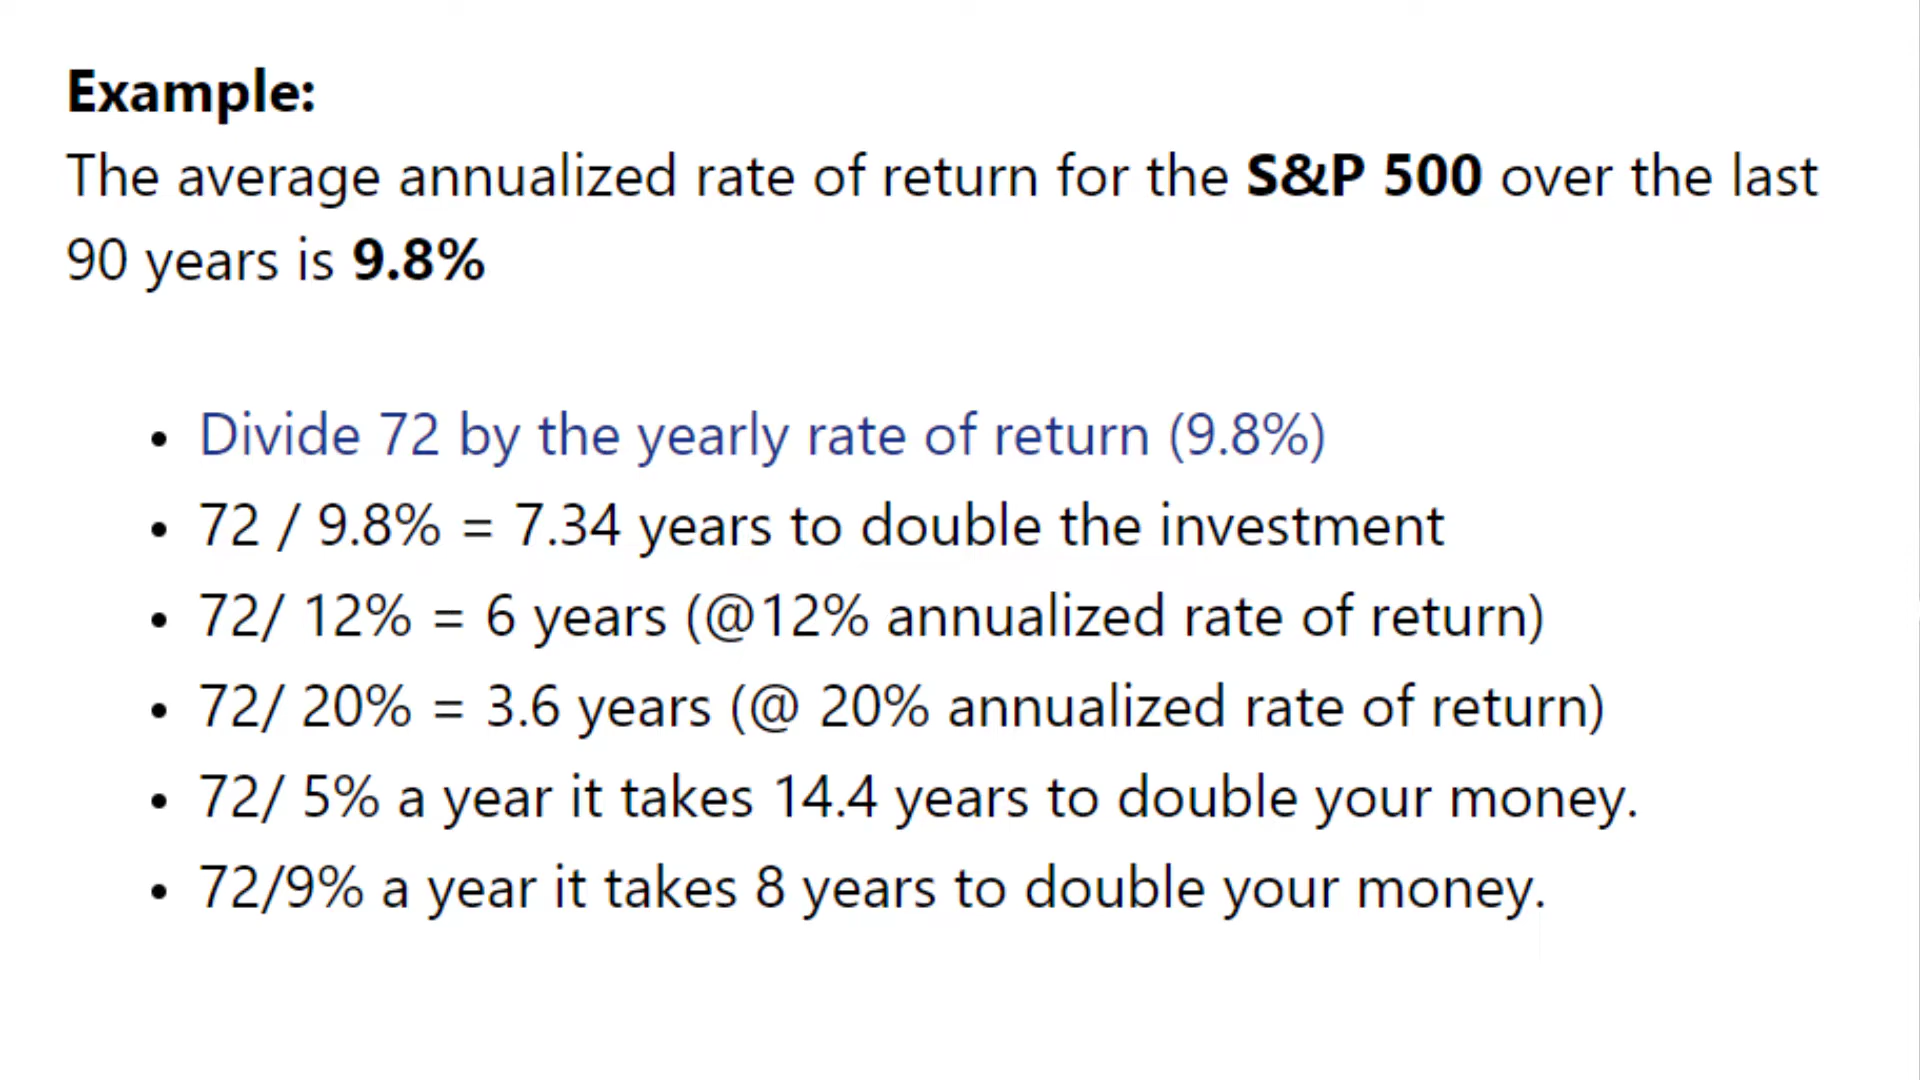 Example:
The average annualized rate of return for the S&P 500 over the last
90 years is 9.8%
• Divide 72 by the yearly rate of return (9.8%)
• 72 / 9.8% = 7.34 years to double the investment
• 72/ 12% = 6 years (@12% annualized rate of return)
• 72/ 20% = 3.6 years (@ 20% annualized rate of return)
• 72/ 5% a year it takes 14.4 years to double your money.
• 72/9% a year it takes 8 years to double your money.